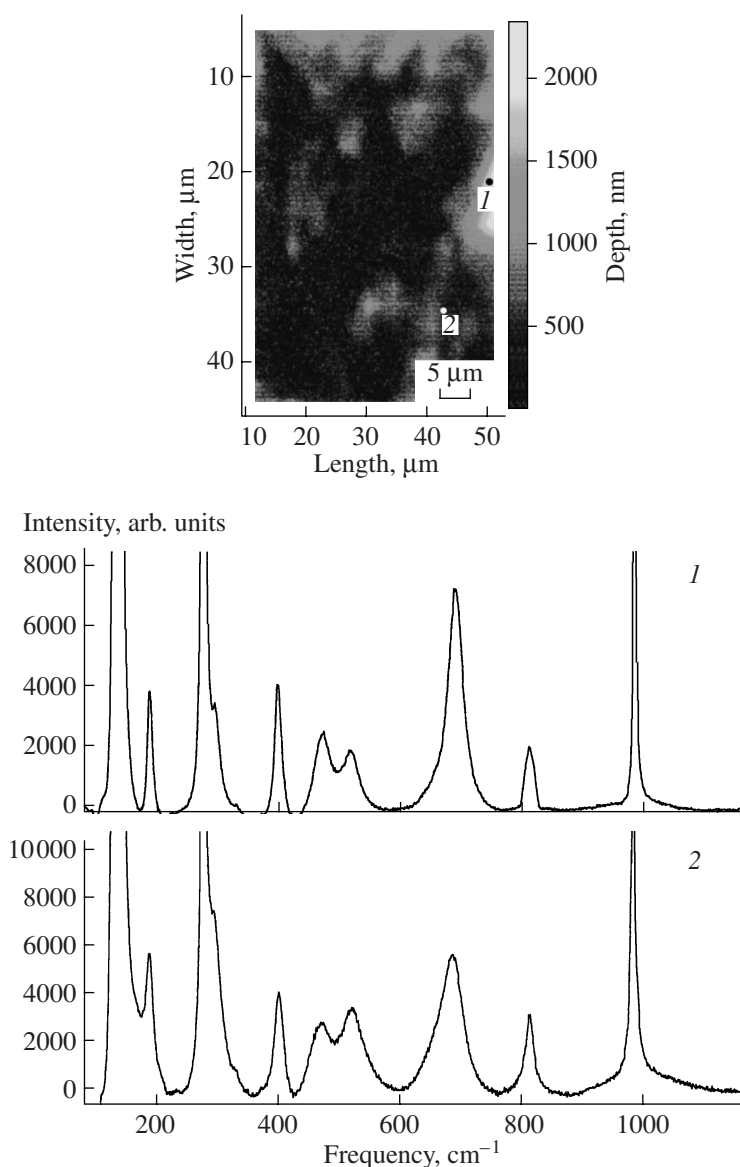 10
20
30
40
Width, μm
10 20 30 40 50
Length, μm
1
2
5 μm
2000
1500
1000
500
Depth, nm
Intensity, arb. units
8000
6000
4000
2000
0
1
10000
8000
6000
4000
2000
0
2
200 400 600 800 1000
Frequency, cm⁻¹